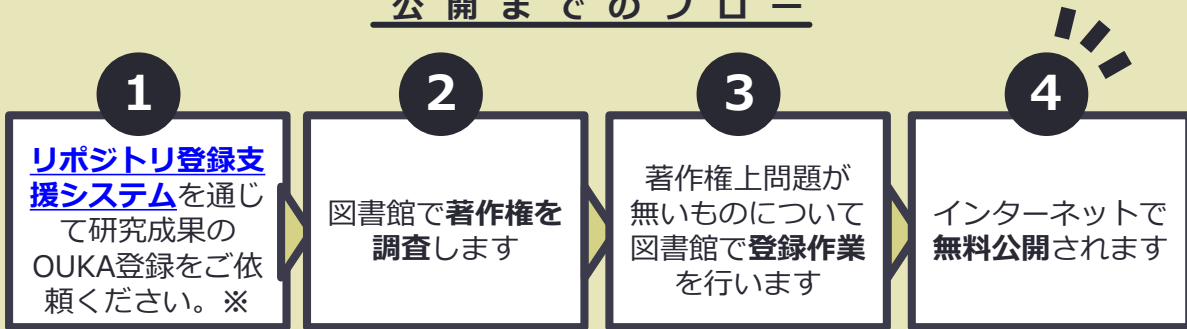 公開までのフロー
1
リポジトリ登録支
援システムを通じ
て研究成果の
OUKA登録をご依
頼ください。※
2
図書館で著作権を
調査します
3
著作権上問題が
無いものについて
図書館で登録作業
を行います
4
インターネットで
無料公開されます